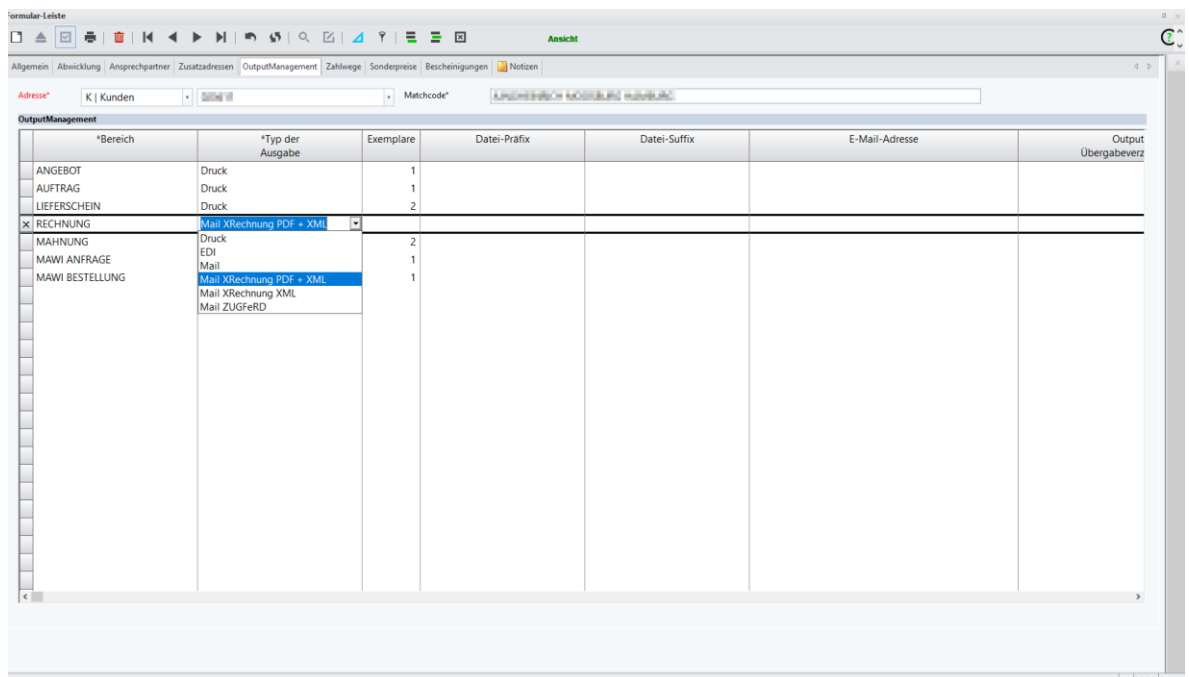 Formular-Leiste
Ansicht
Allgemein Abwicklung Ansprechpartner Zusatzadressen OutputManagement Zahlwege Sonderpreise Bescheinigungen Notizen
Adresse* K | Kunden Matchcode*
OutputManagement
*Bereich *Typ der Ausgabe Exemplare Datei-Präfix Datei-Suffix E-Mail-Adresse Output Übergabeverz
ANGEBOT Druck 1
AUFTRAG Druck 1
LIEFERSCHEIN Druck 2
RECHNUNG Mail XRechnung PDF + XML
MAHNUNG 2
MAWI ANFRAGE 1
MAWI BESTELLUNG 1
Druck
EDI
Mail
Mail XRechnung PDF + XML
Mail XRechnung XML
Mail ZUGFeRD